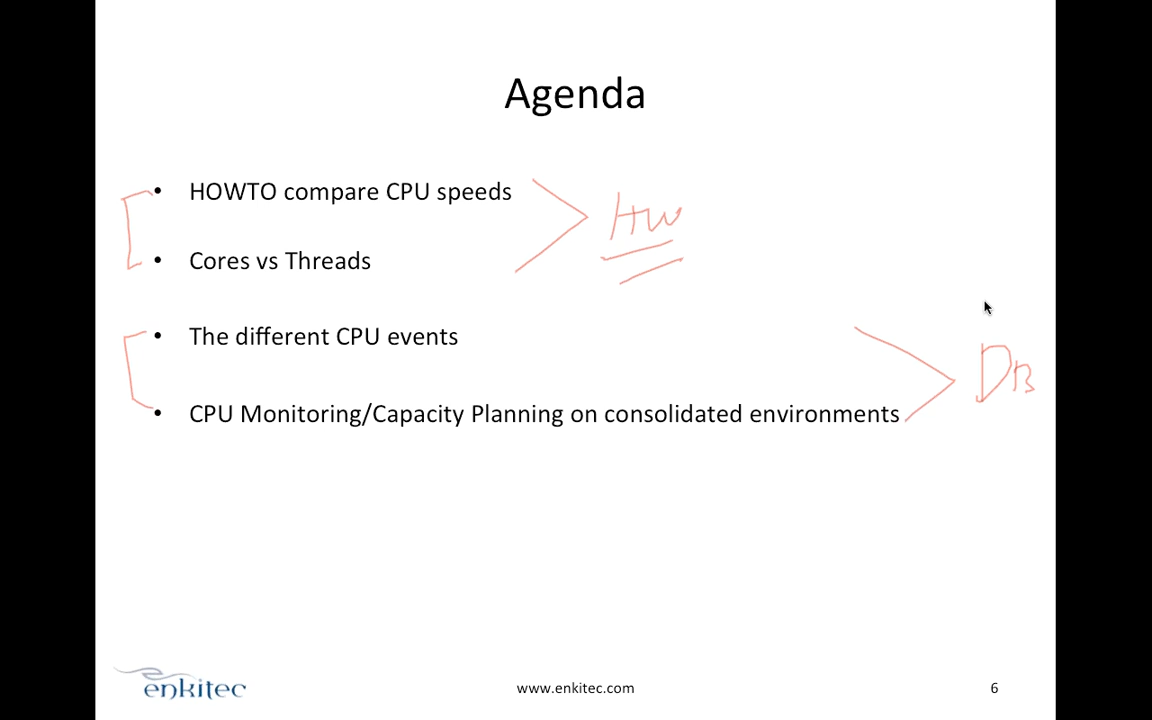 Agenda
• HOWTO compare CPU speeds
HW
• Cores vs Threads
• The different CPU events
DB
• CPU Monitoring/Capacity Planning on consolidated environments
enkitec
www.enkitec.com
6